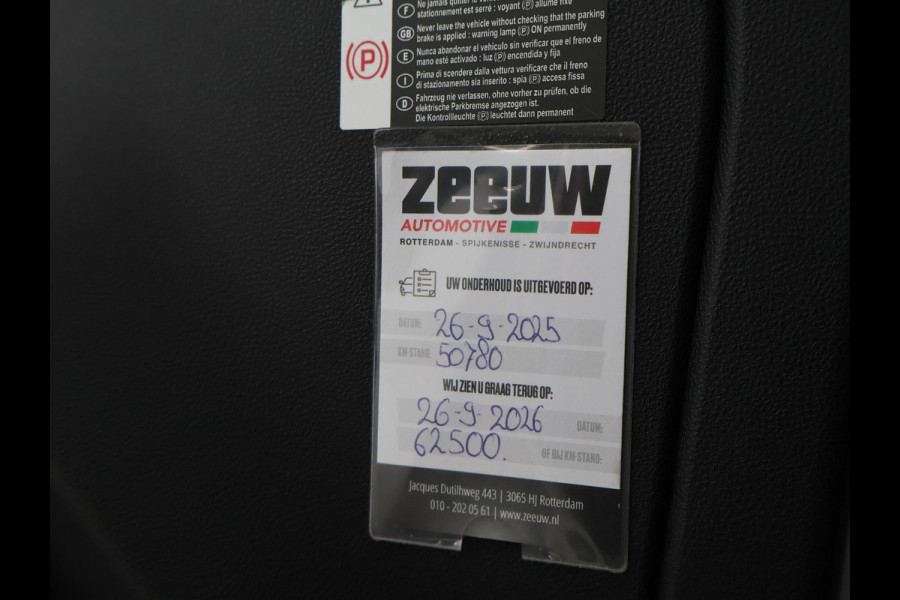 F Ne jamais quitter le
stationnement est serré : voyant (P) allumé fixe
GB Never leave the vehicle without checking that the parking
brake is applied : warning lamp (P) ON permanently
E Nunca abandonar el vehículo sin verificar que el freno de
mano esté activado : luz (P) encendida y fija
I Prima di scendere dalla vettura verificare che il freno
di stazionamento sia inserito : spia (P) accesa fissa
D Fahrzeug nie verlassen, ohne vorher zu prüfen, ob die
elektrische Parkbremse angezogen ist.
Die Kontrolleuchte (P) leuchtet dann permanent
P
Zeeuw
AUTOMOTIVE
ROTTERDAM - SPIJKENISSE - ZWIJNDRECHT
UW ONDERHOUD IS UITGEVOERD OP:
DATUM: 26-9-2025
KM-STAND: 50780
WIJ ZIEN U GRAAG TERUG OP:
26-9-2026 DATUM:
62500. OF BIJ KM-STAND:
Jacques Dutilhweg 443 | 3065 HJ Rotterdam
010 - 202 05 61 | www.zeeuw.nl